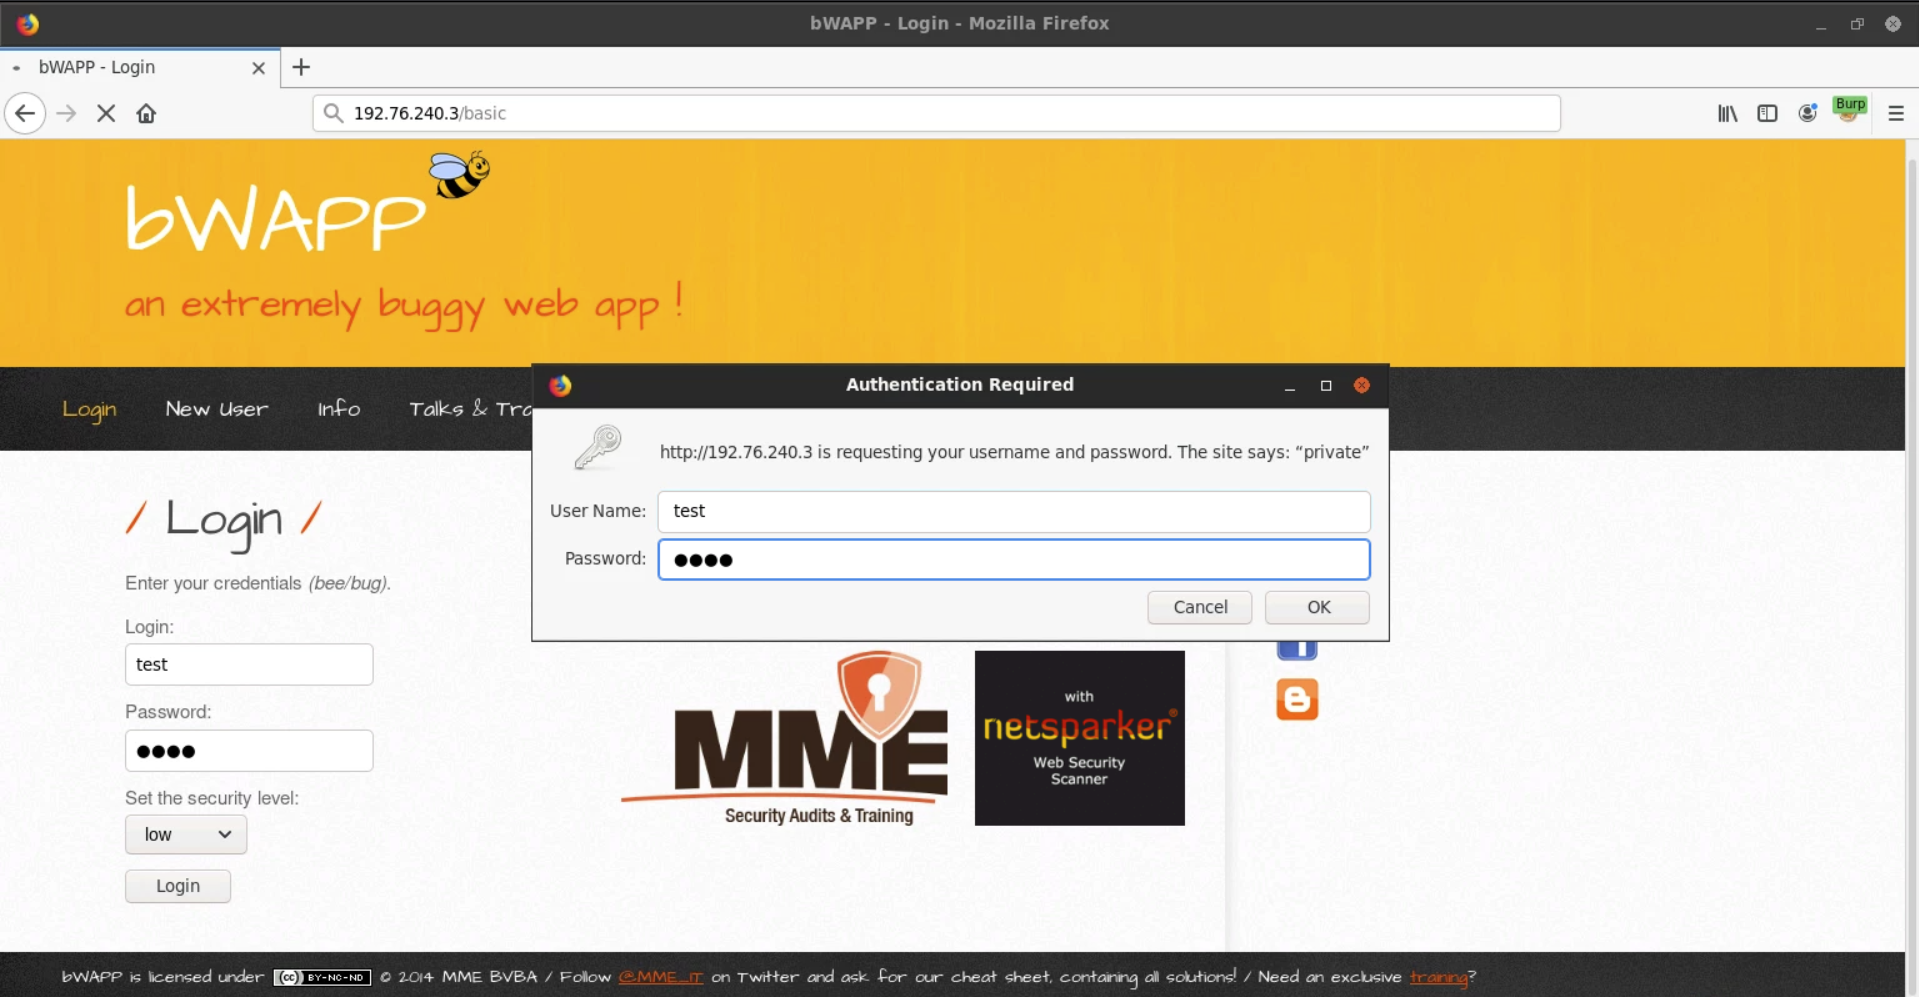 bWAPP - Login - Mozilla Firefox
bWAPP - Login
192.76.240.3/basic
Burp
bWAPP
an extremely buggy web app !
Login New User Info Talks & Tra
Authentication Required
http://192.76.240.3 is requesting your username and password. The site says: “private”
User Name: test
Password: ●●●●
Cancel OK
/ Login /
Enter your credentials (bee/bug).
Login:
test
Password:
●●●●
Set the security level:
low
Login
MME
Security Audits & Training
with
netsparker®
Web Security
Scanner
bWAPP is licensed under (cc) BY-NC-ND © 2014 MME BVBA / Follow @MME_IT on Twitter and ask for our cheat sheet, containing all solutions! / Need an exclusive training?